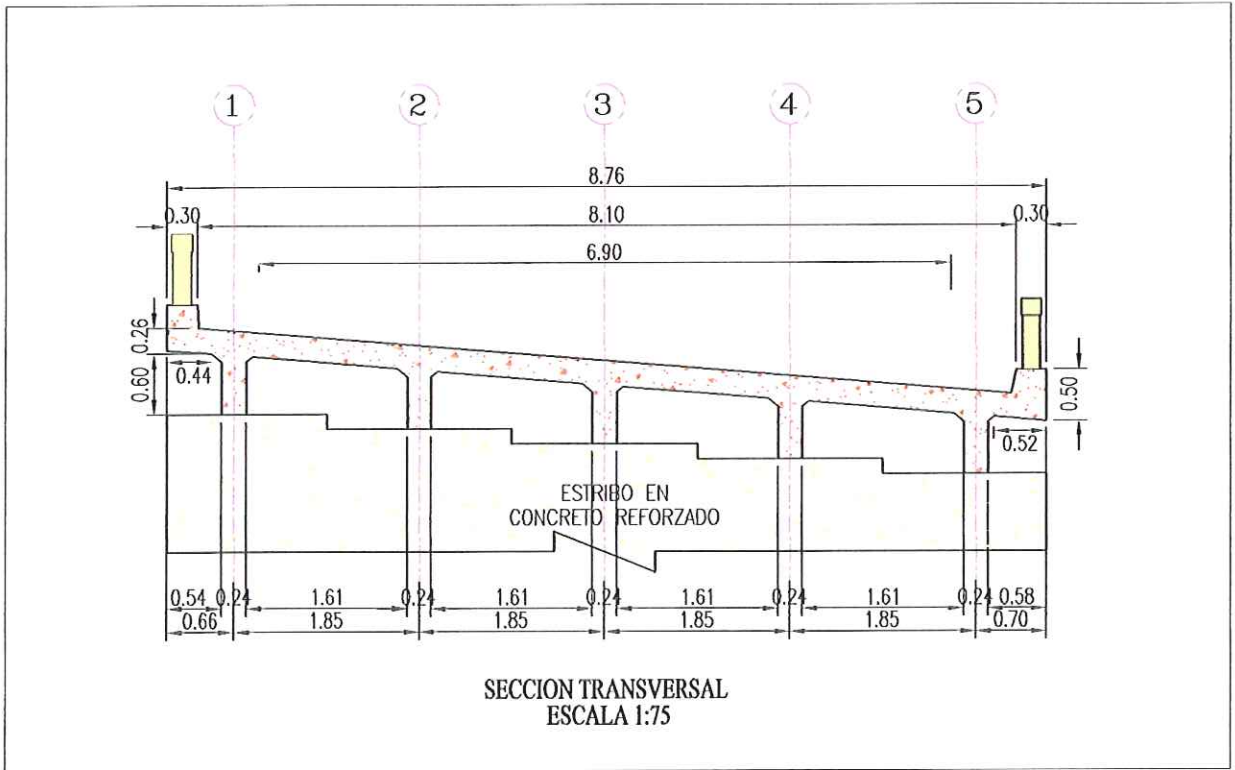 1 2 3 4 5
8.76
0.30 8.10 0.30
6.90
0.26
0.60
0.44
0.50
0.52
ESTRIBO EN
CONCRETO REFORZADO
0.54 0.24 1.61 0.24 1.61 0.24 1.61 0.24 1.61 0.24 0.58
0.66 1.85 1.85 1.85 1.85 0.70
SECCION TRANSVERSAL
ESCALA 1:75